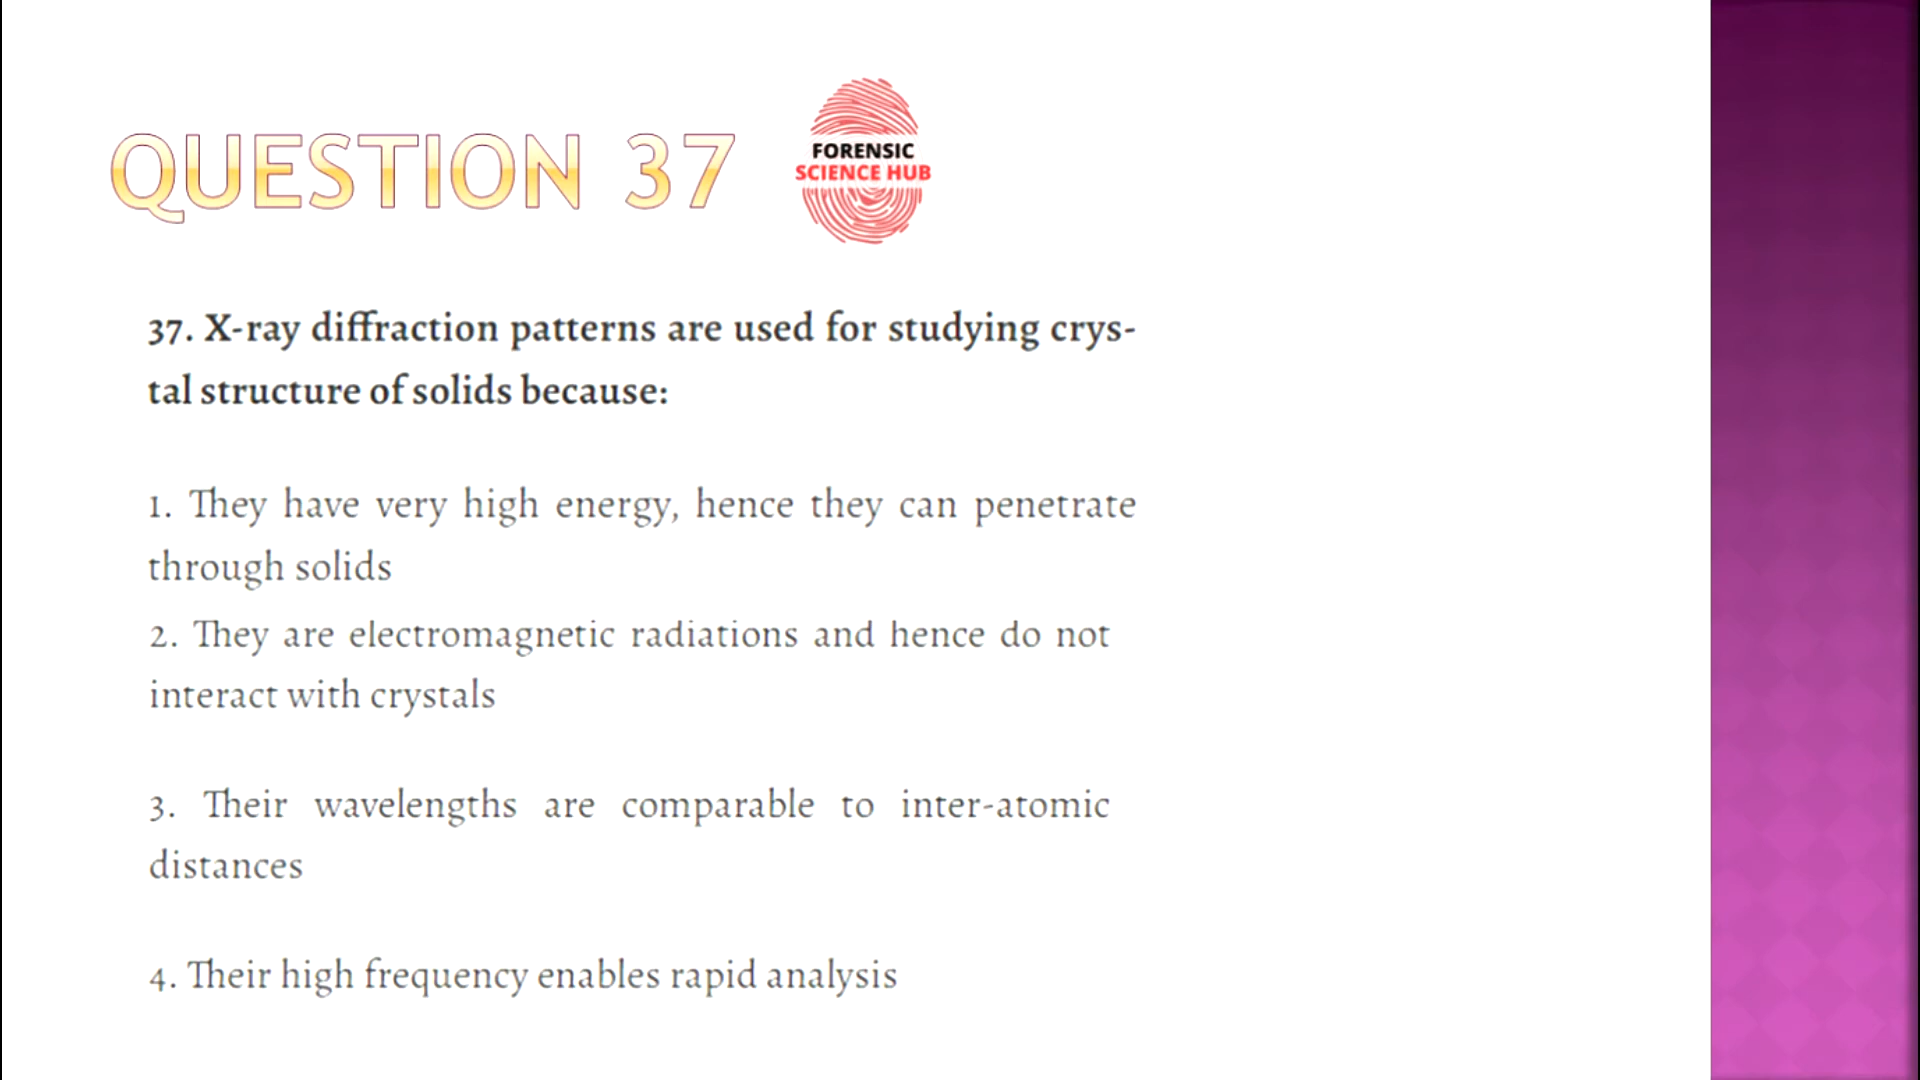 QUESTION 37
FORENSIC
SCIENCE HUB
37. X-ray diffraction patterns are used for studying crys-
tal structure of solids because:
1. They have very high energy, hence they can penetrate
through solids
2. They are electromagnetic radiations and hence do not
interact with crystals
3. Their wavelengths are comparable to inter-atomic
distances
4. Their high frequency enables rapid analysis